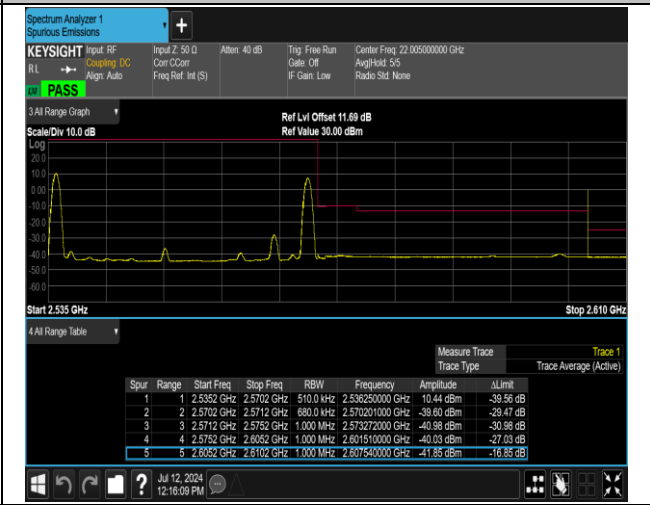 Spectrum Analyzer 1
Spurious Emissions
+
KEYSIGHT Input: RF Input Z: 50 Ω Atten: 40 dB Trig: Free Run Center Freq: 22.005000000 GHz
RL Coupling: DC Corr CCorr Gate: Off Avg|Hold: 5/5
Align: Auto Freq Ref: Int (S) IF Gain: Low Radio Std: None
PASS
3 All Range Graph
Ref Lvl Offset 11.69 dB
Scale/Div 10.0 dB Ref Value 30.00 dBm
Log
20.0
10.0
0.00
-10.0
-20.0
-30.0
-40.0
-50.0
-60.0
Start 2.535 GHz Stop 2.610 GHz
4 All Range Table
Measure Trace Trace 1
Trace Type Trace Average (Active)
Spur Range Start Freq Stop Freq RBW Frequency Amplitude ΔLimit
1 1 2.5352 GHz 2.5702 GHz 510.0 kHz 2.536250000 GHz 10.44 dBm -39.56 dB
2 2 2.5702 GHz 2.5712 GHz 680.0 kHz 2.570201000 GHz -39.60 dBm -29.47 dB
3 3 2.5712 GHz 2.5752 GHz 1.000 MHz 2.573272000 GHz -40.98 dBm -30.98 dB
4 4 2.5752 GHz 2.6052 GHz 1.000 MHz 2.601510000 GHz -40.03 dBm -27.03 dB
5 5 2.6052 GHz 2.6102 GHz 1.000 MHz 2.607540000 GHz -41.85 dBm -16.85 dB
? Jul 12, 2024
12:16:09 PM